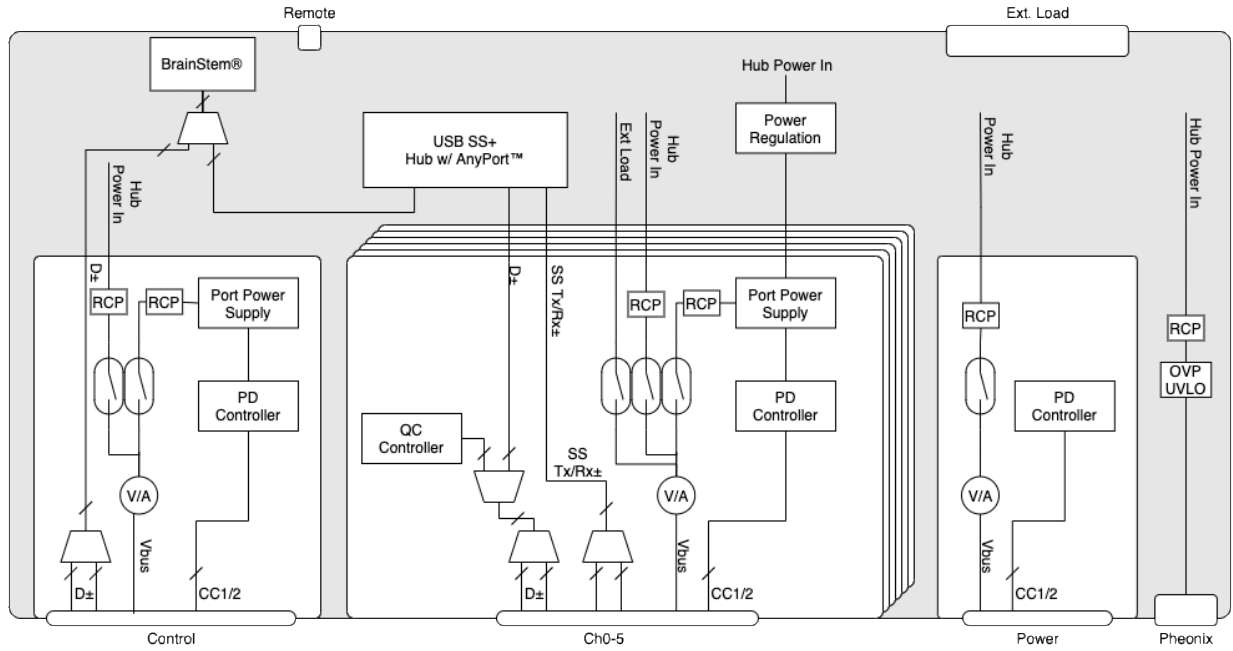 Remote
Ext. Load
BrainStem®
Hub Power In
USB SS+
Hub w/ AnyPort™
Power
Regulation
Hub
Power In
Ext Load
Hub
Power In
Hub
Power In
Hub Power In
D±
RCP
RCP
Port Power
Supply
PD
Controller
V/A
Vbus
D±
CC1/2
Control
D±
SS Tx/Rx±
RCP
RCP
Port Power
Supply
PD
Controller
QC
Controller
SS
Tx/Rx±
V/A
Vbus
D±
CC1/2
Ch0-5
RCP
PD
Controller
V/A
Vbus
CC1/2
Power
RCP
OVP
UVLO
Pheonix